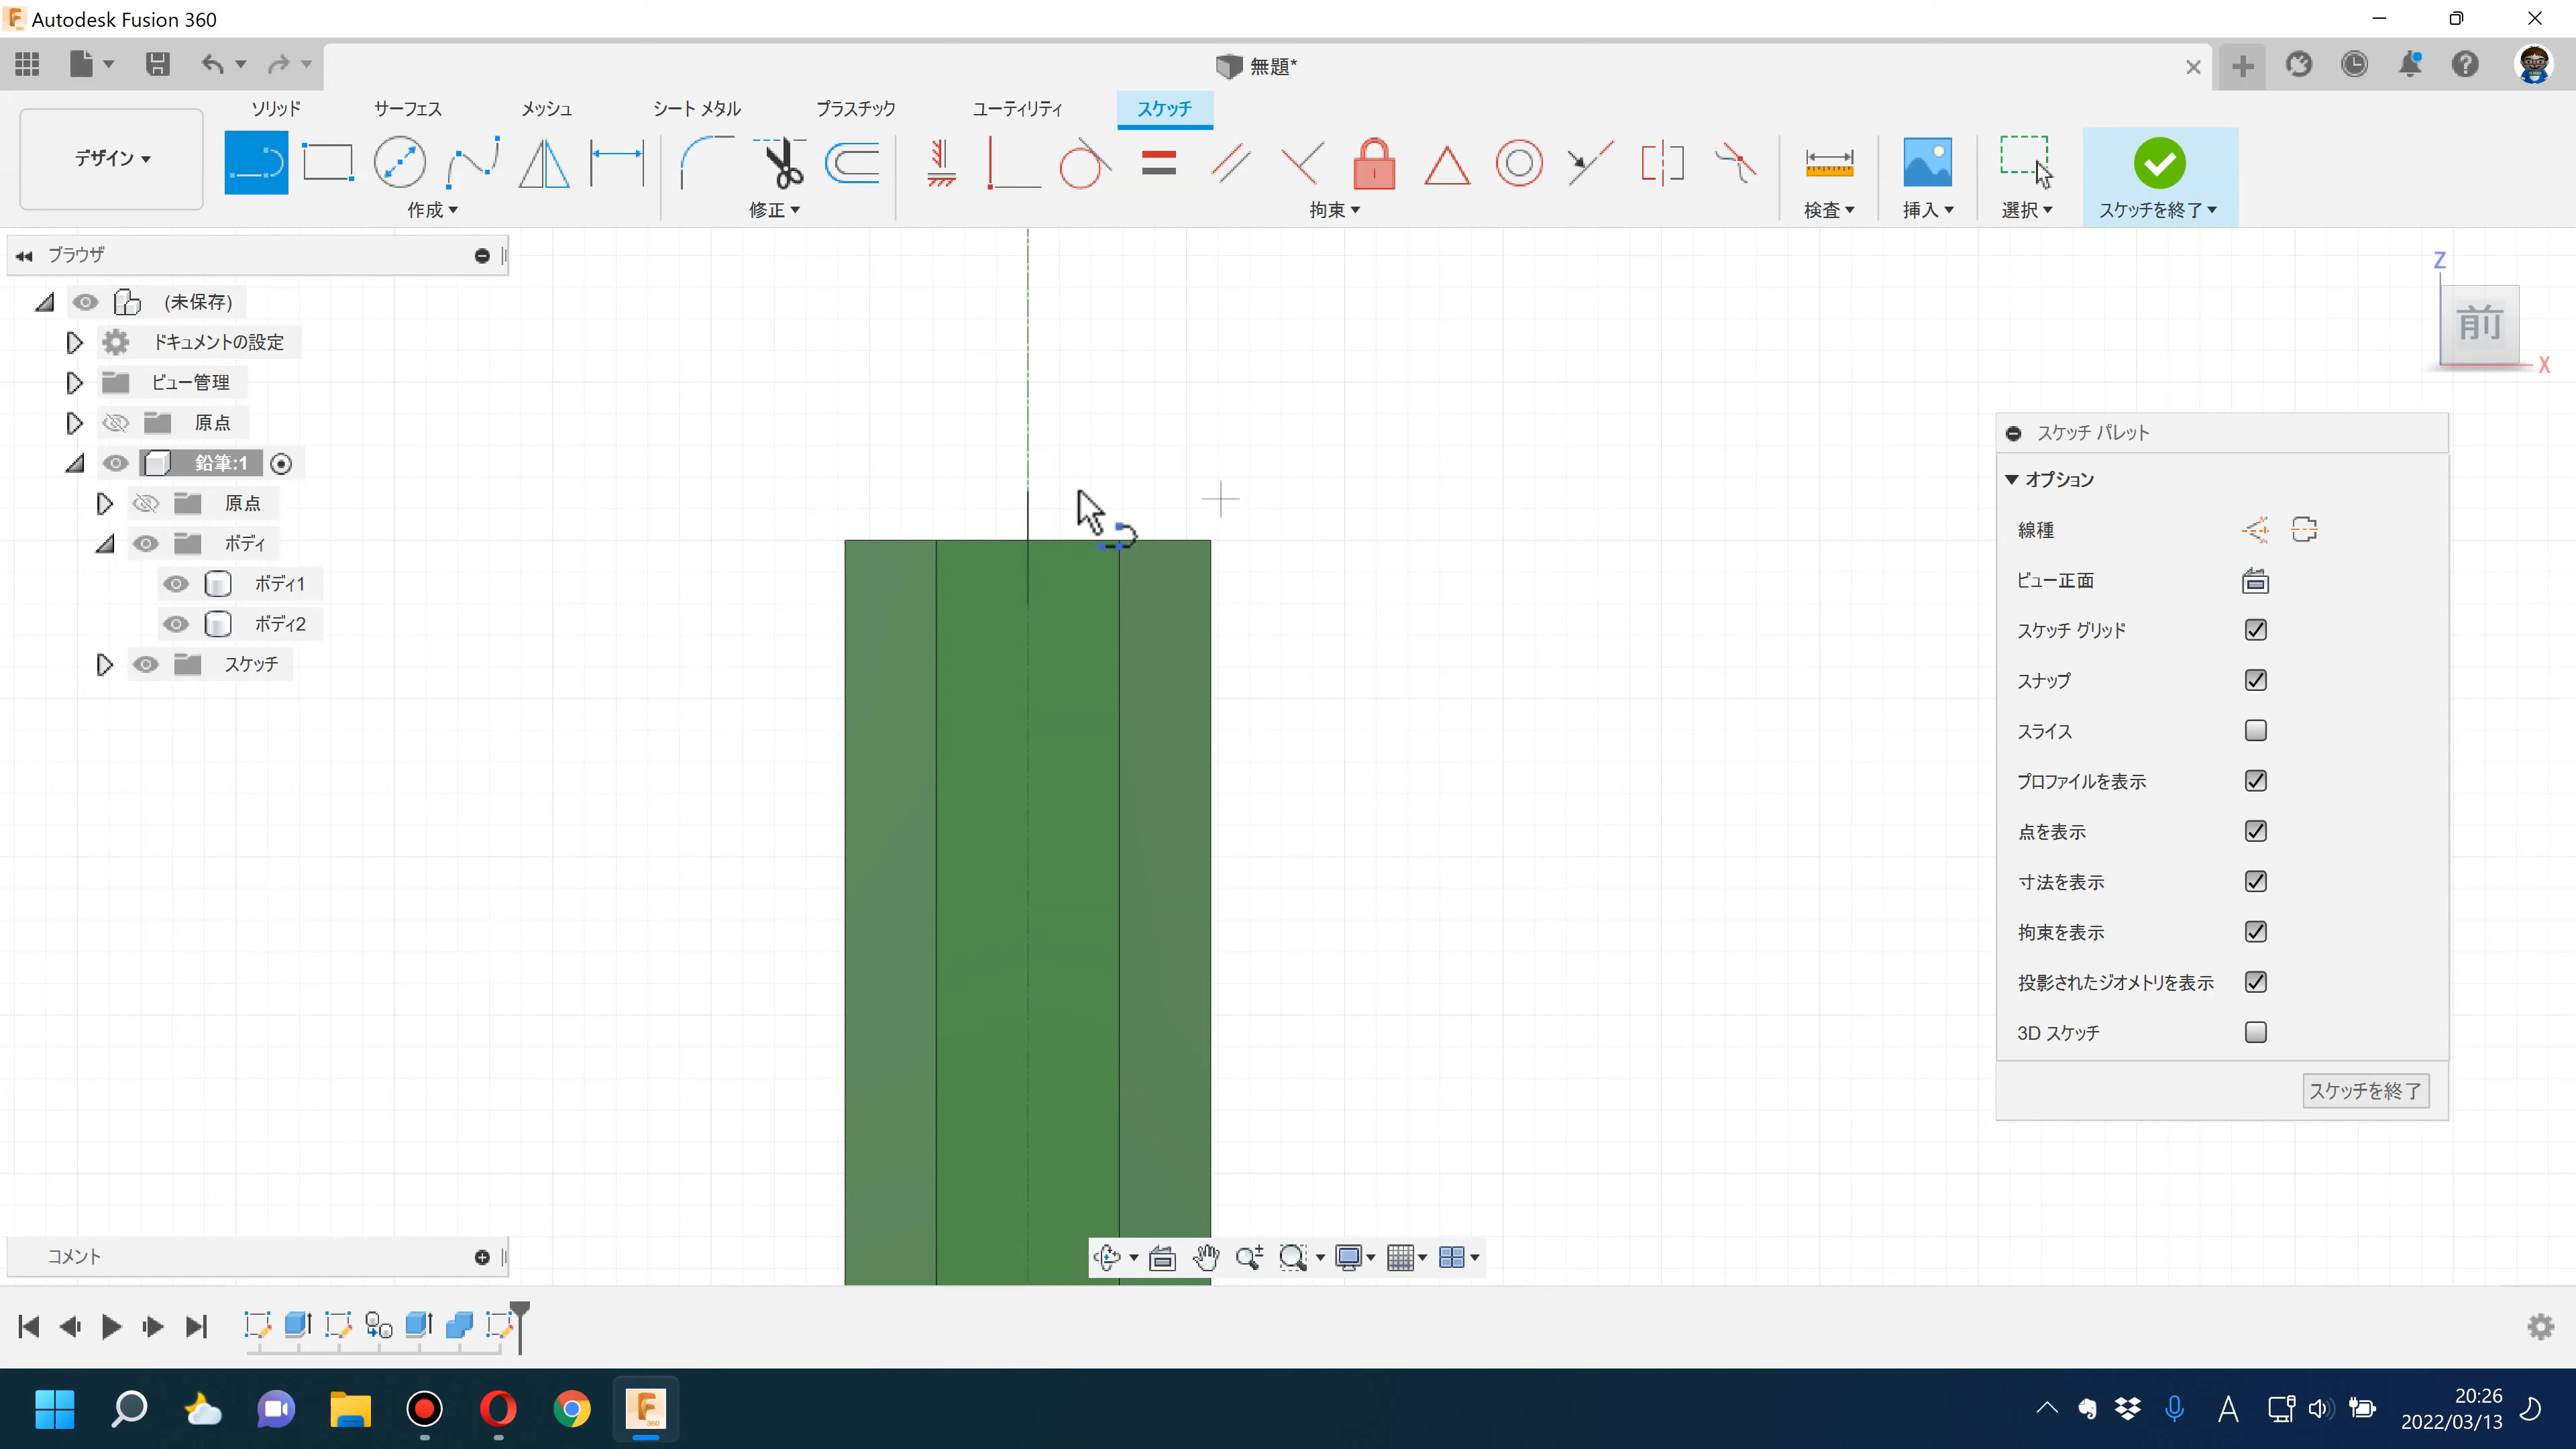 Autodesk Fusion 360
無題*
ソリッド サーフェス メッシュ シート メタル プラスチック ユーティリティ スケッチ
デザイン
作成 修正 拘束 検査 挿入 選択 スケッチを終了
ブラウザ
(未保存)
ドキュメントの設定
ビュー管理
原点
鉛筆:1
原点
ボディ
ボディ1
ボディ2
スケッチ
Z
前
X
スケッチ パレット
オプション
線種
ビュー正面
スケッチ グリッド
スナップ
スライス
プロファイルを表示
点を表示
寸法を表示
拘束を表示
投影されたジオメトリを表示
3D スケッチ
スケッチを終了
コメント
360
A
20:26
2022/03/13